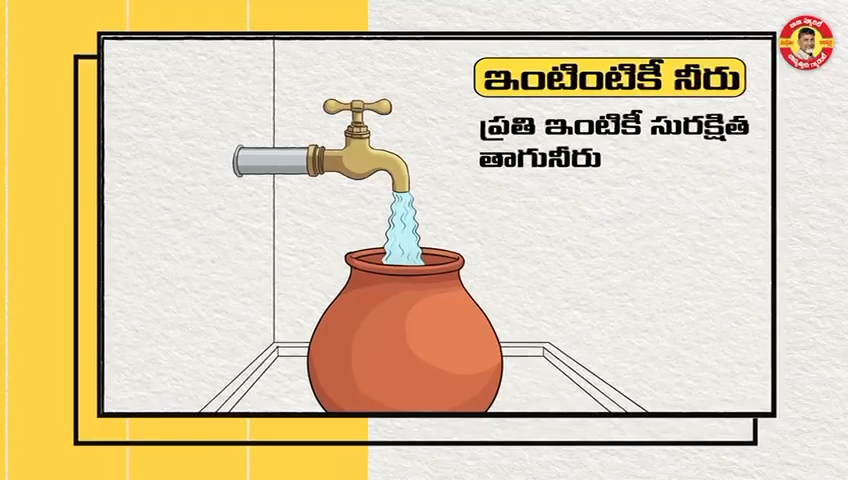 ఇంటింటికీ నీరు
ప్రతి ఇంటికీ సురక్షిత
తాగునీరు